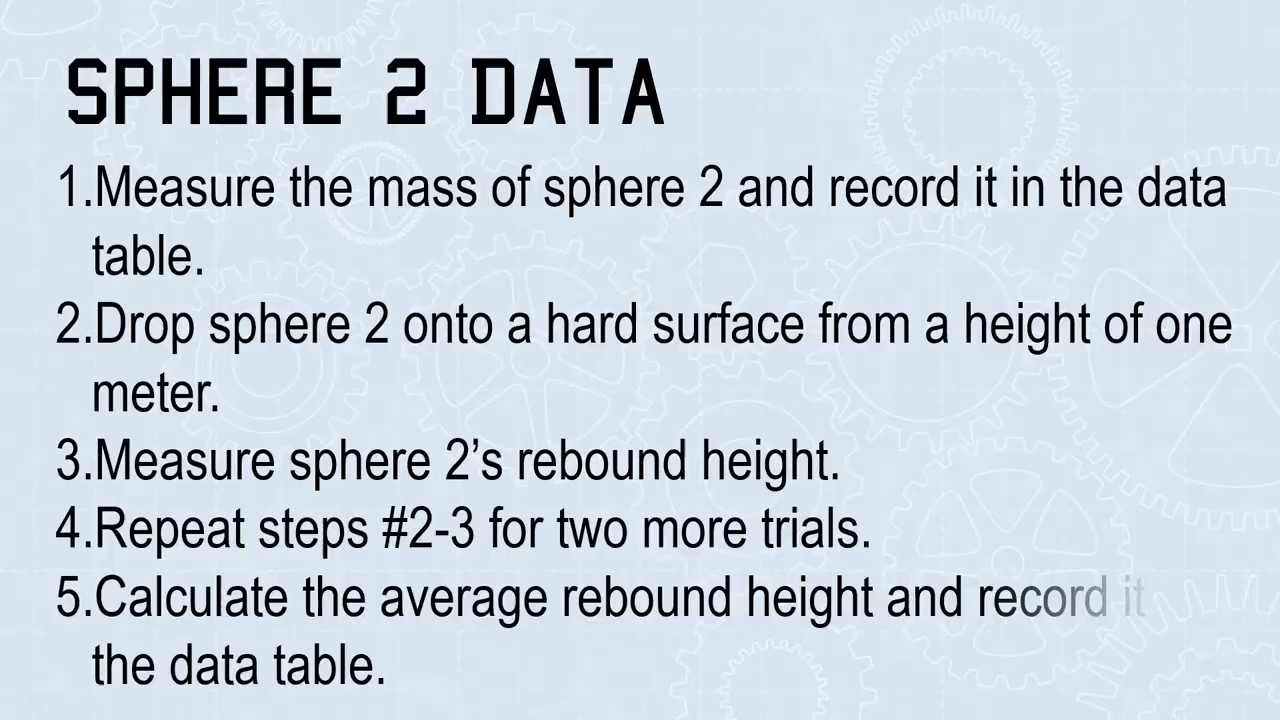 SPHERE 2 DATA
1.Measure the mass of sphere 2 and record it in the data
table.
2.Drop sphere 2 onto a hard surface from a height of one
meter.
3.Measure sphere 2’s rebound height.
4.Repeat steps #2-3 for two more trials.
5.Calculate the average rebound height and record it
the data table.